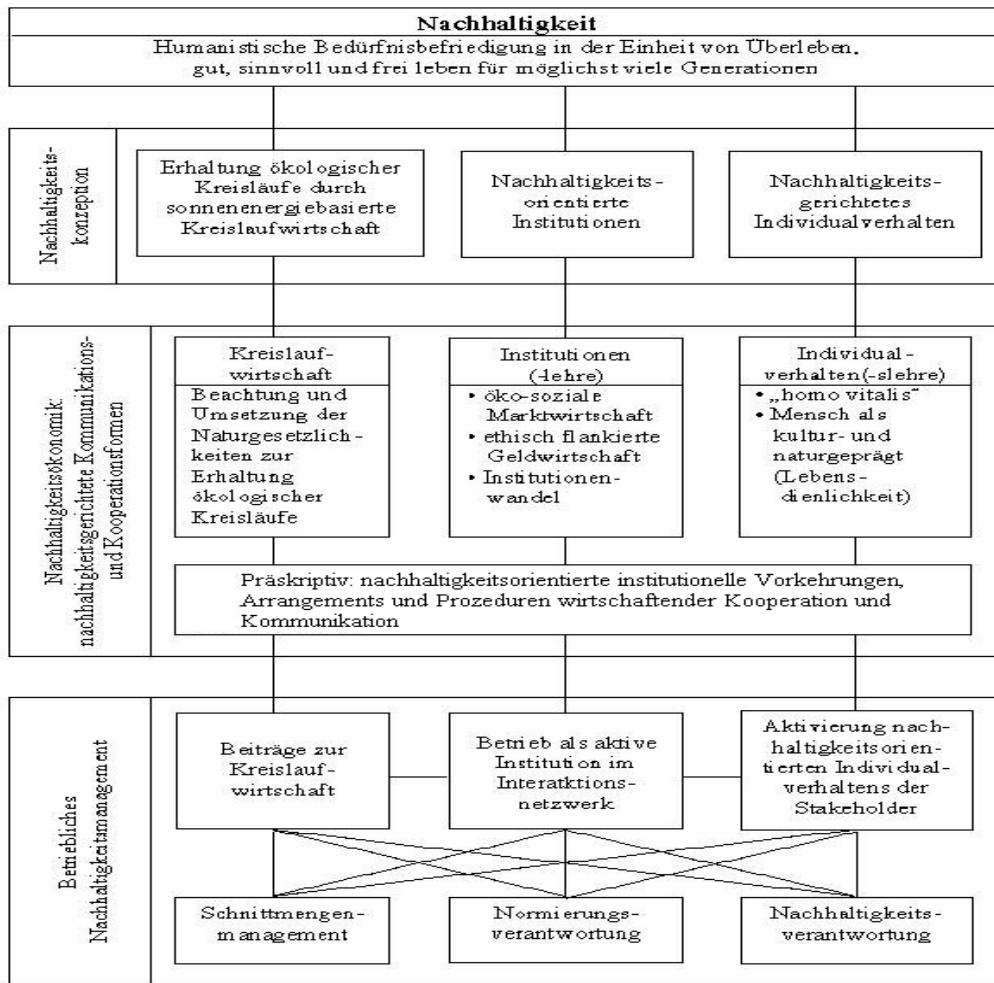 Nachhaltigkeit
Humanistische Bedürfnisbefriedigung in der Einheit von Überleben.
gut, sinnvoll und frei leben für möglichst viele Generationen
Nachhaltigkeits-
konzeption
Erhaltung ökologischer
Kreisläufe durch
sonnenenergiebasierte
Kreislaufwirtschaft
Nachhaltigkeits-
orientierte
Institutionen
Nachhaltigkeits-
gerichtetes
Individualverhalten
Nachhaltigkeitsökonomik:
nachhaltigkeitsgerichtete Kommunikations-
und Kooperationsformen
Kreislauf-
wirtschaft
Beachtung und
Umsetzung der
Naturgesetzlich-
keiten zur
Erhaltung
ökologischer
Kreisläufe
Institutionen
(-lehre)
• öko-soziale
Marktwirtschaft
• ethisch flankierte
Geldwirtschaft
• Institutionen-
wandel
Individual-
verhalten(-slehre)
• „homo vitalis“
• Mensch als
kultur- und
naturgeprägt
(Lebens-
dienlichkeit)
Präskriptiv: nachhaltigkeitsorientierte institutionelle Vorkehrungen,
Arrangements und Prozeduren wirtschaftender Kooperation und
Kommunikation
Betriebliches
Nachhaltigkeitsmanagement
Beiträge zur
Kreislauf-
wirtschaft
Betrieb als aktive
Institution im
Interatktions-
netzwerk
Aktivierung nach-
haltigkeitsorien-
tierten Individual-
verhaltens der
Stakeholder
Schnittmengen-
management
Normierungs-
verantwortung
Nachhaltigkeits-
verantwortung